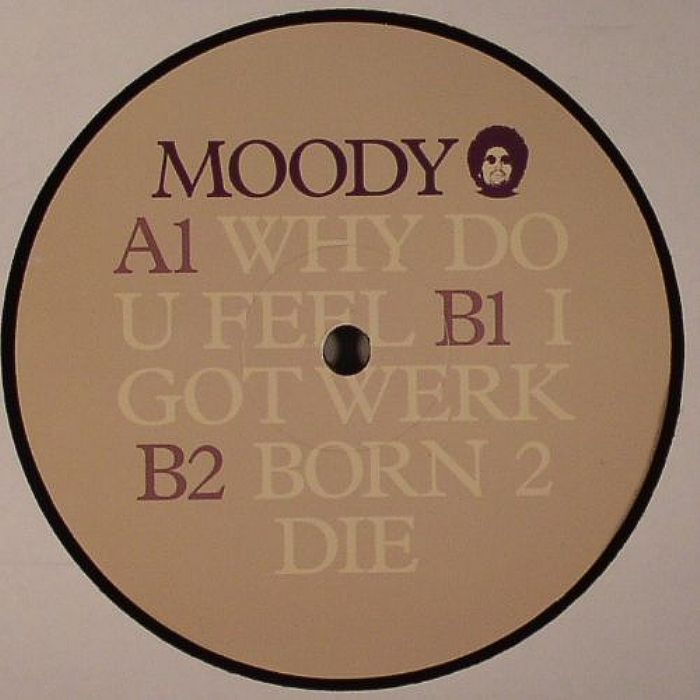 MOODY
A1 WHY DO
U FEEL B1 I
GOT WERK
B2 BORN 2
DIE